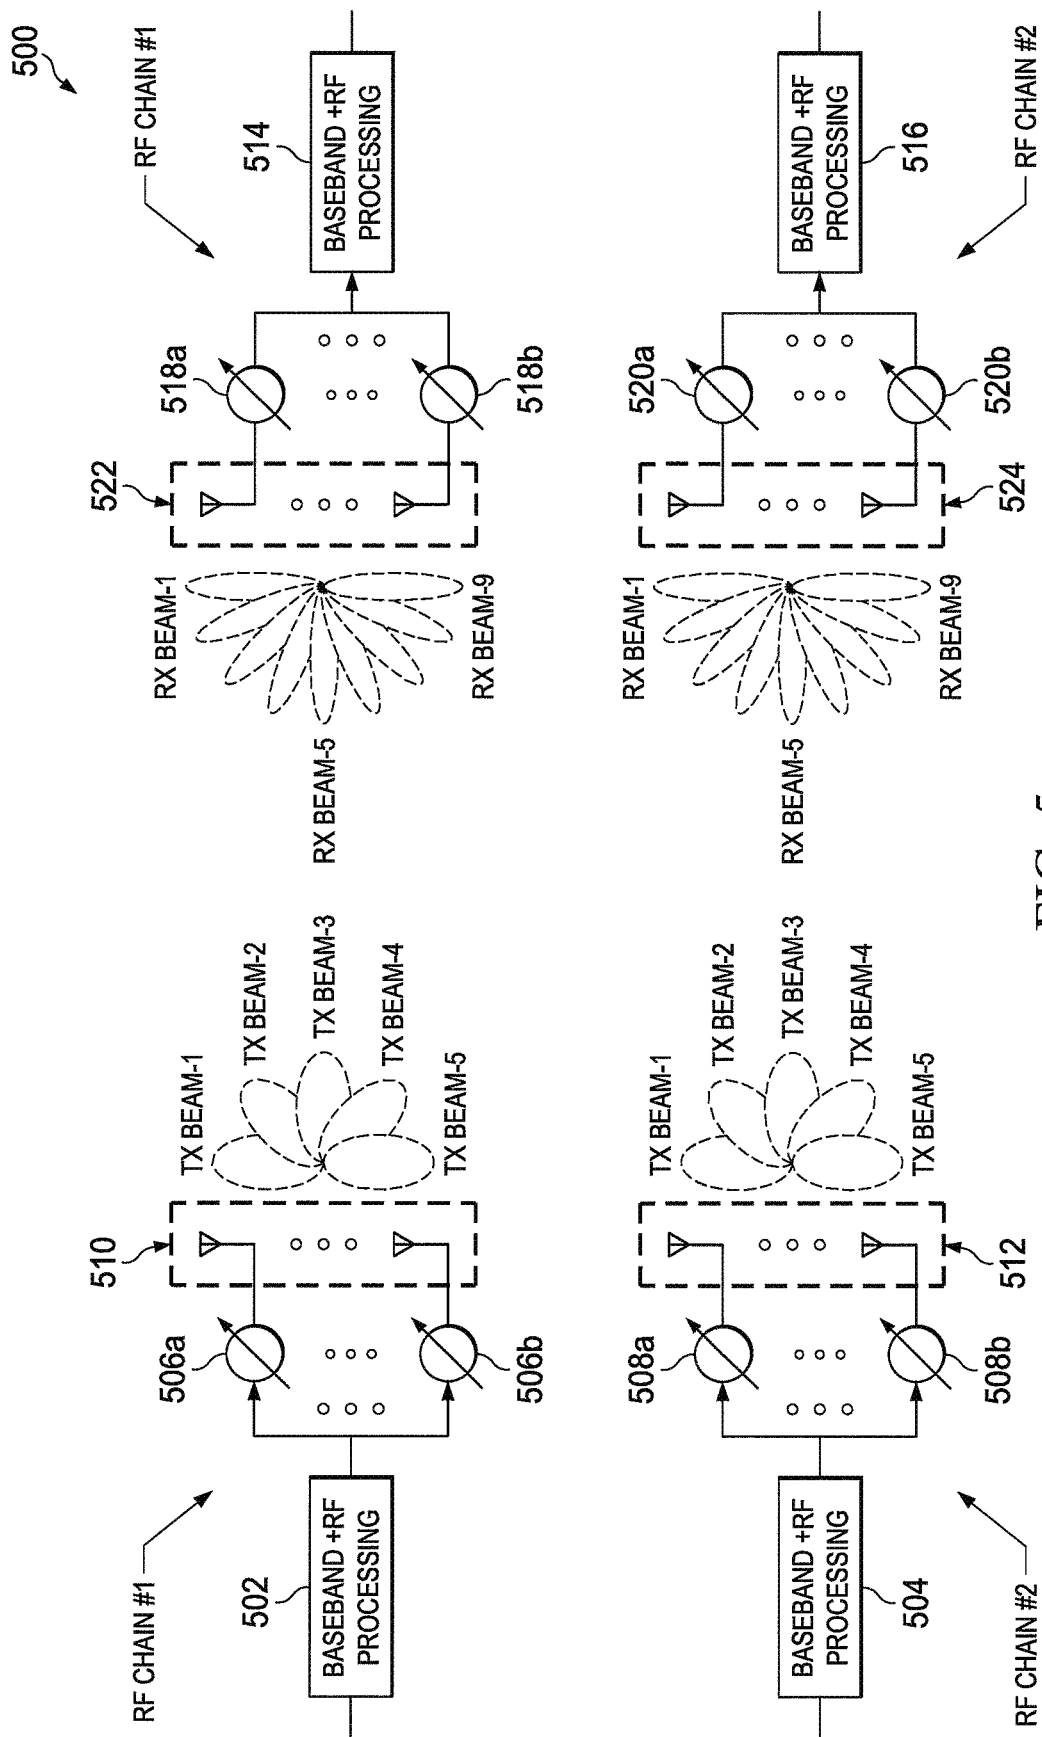 500
RF CHAIN #1
RF CHAIN #1
510
522
506a
518a
RX BEAM-1
TX BEAM-1
502
TX BEAM-2
514
BASEBAND +RF
PROCESSING
TX BEAM-3
RX BEAM-5
BASEBAND +RF
PROCESSING
TX BEAM-4
TX BEAM-5
RX BEAM-9
506b
518b
508a
520a
RX BEAM-1
TX BEAM-1
TX BEAM-2
BASEBAND +RF
PROCESSING
TX BEAM-3
RX BEAM-5
BASEBAND +RF
PROCESSING
TX BEAM-4
504
TX BEAM-5
RX BEAM-9
516
508b
520b
512
524
RF CHAIN #2
RF CHAIN #2
FIG.